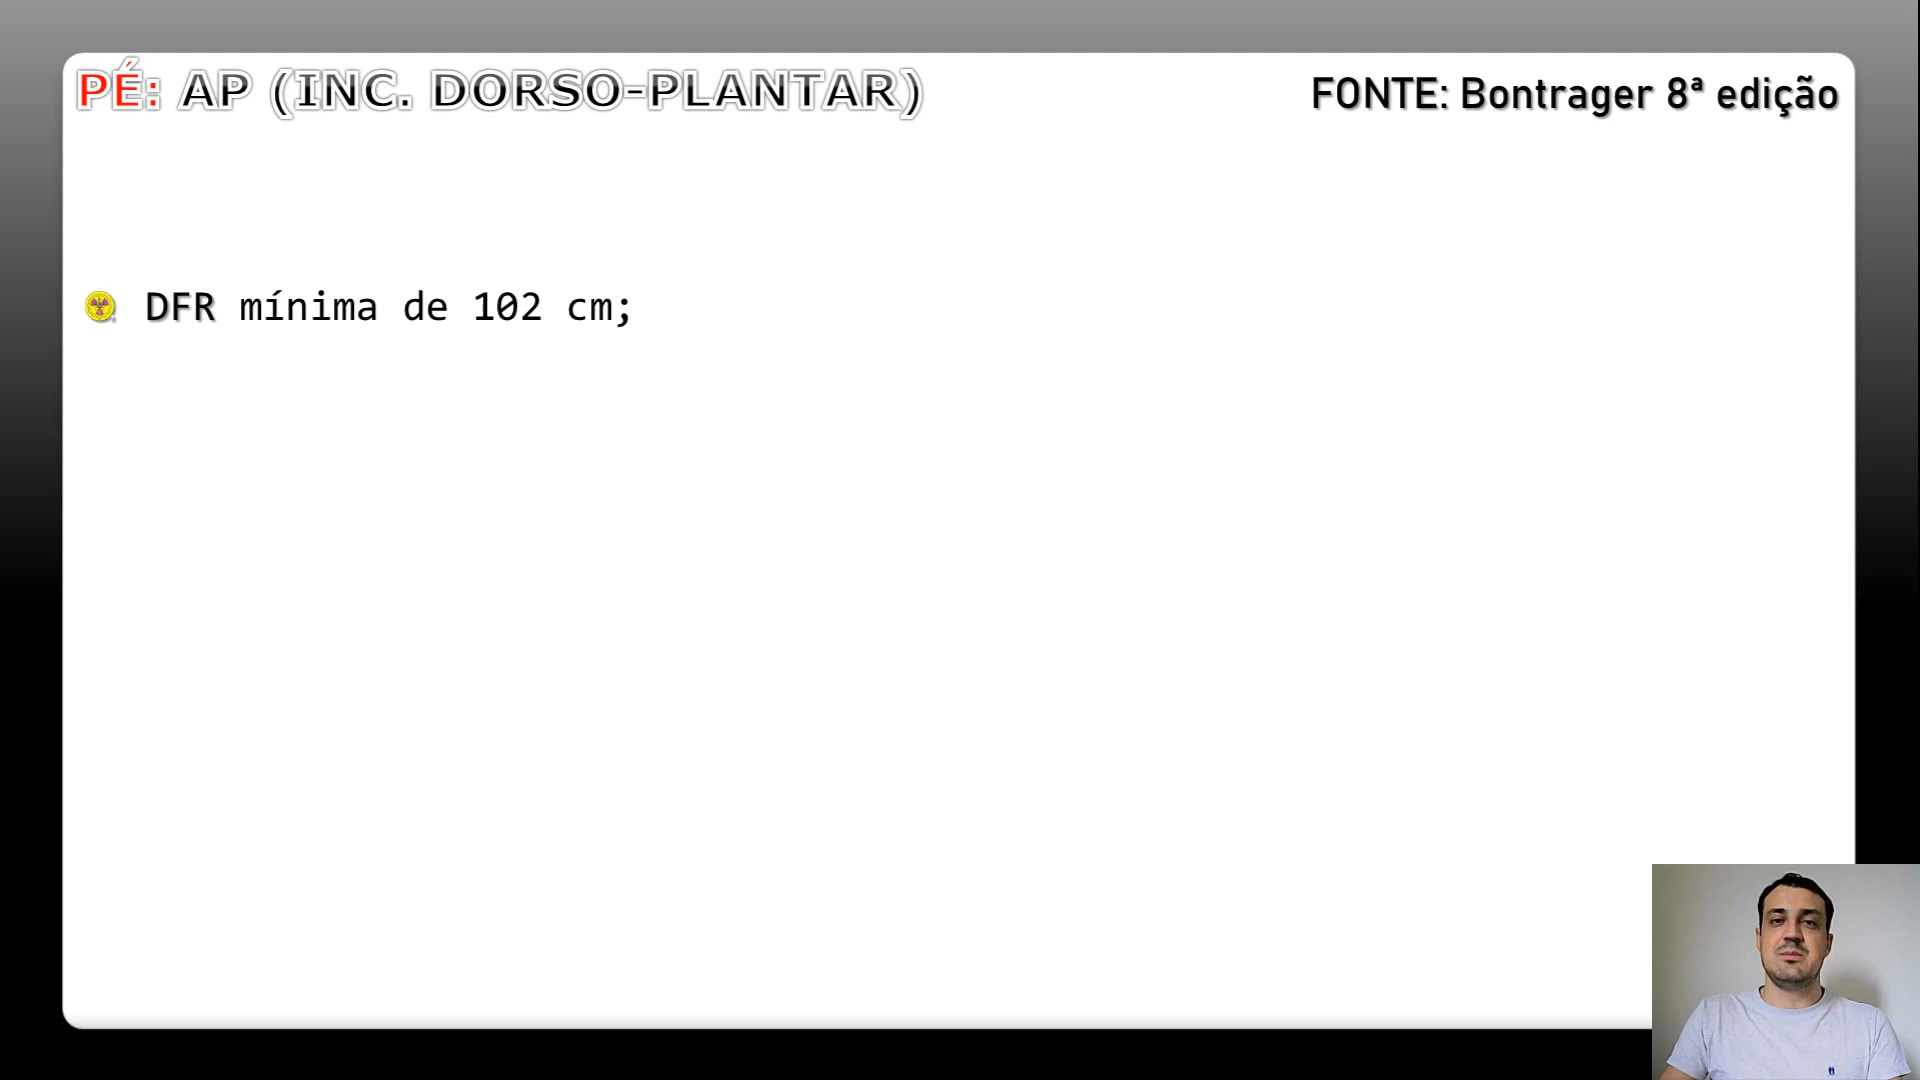 PÉ: AP (INC. DORSO-PLANTAR)
FONTE: Bontrager 8ª edição
DFR mínima de 102 cm;